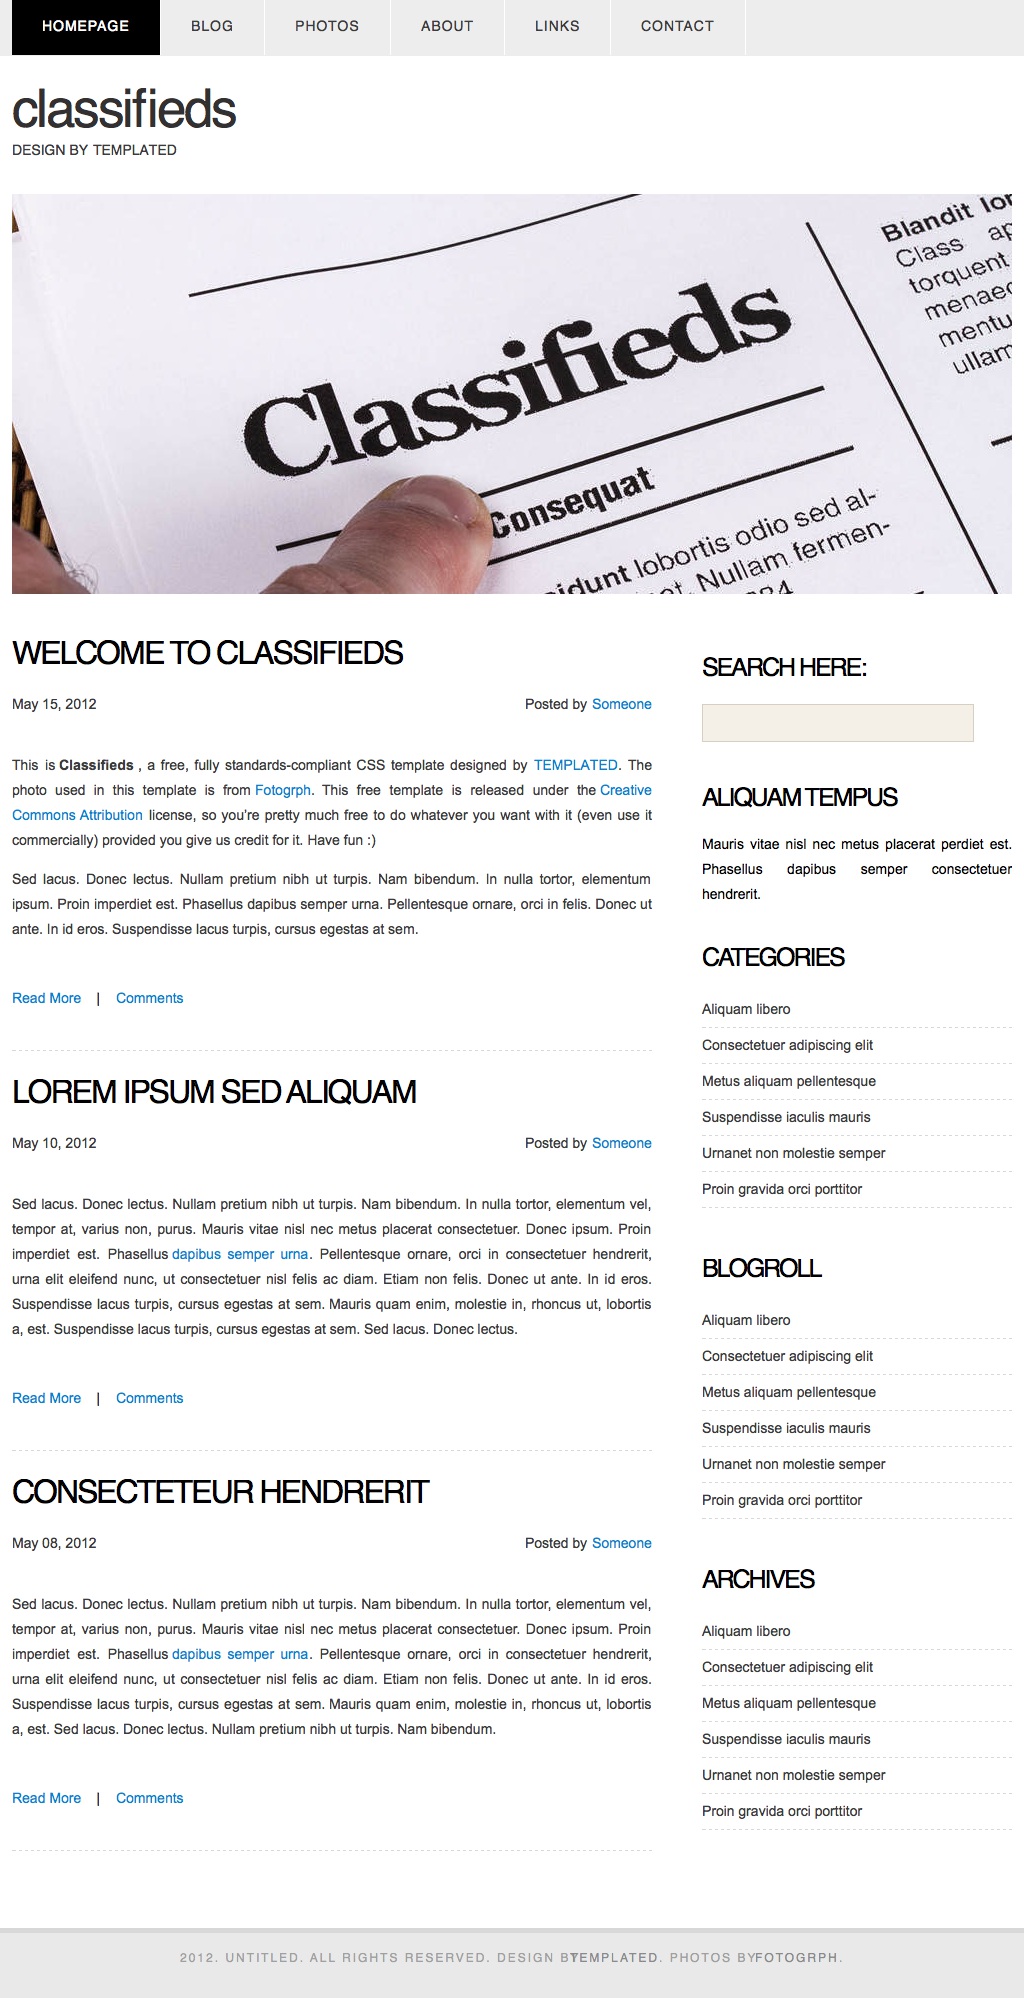 HOMEPAGE BLOG PHOTOS ABOUT LINKS CONTACT
classifieds
DESIGN BY TEMPLATED
Classifieds
Consequat
lobortis odio sed al-
Nullam fermen-
Blandit
Class
torquent
WELCOME TO CLASSIFIEDS
May 15, 2012 Posted by Someone
This is Classifieds , a free, fully standards-compliant CSS template designed by TEMPLATED. The
photo used in this template is from Fotogrph. This free template is released under the Creative
Commons Attribution license, so you're pretty much free to do whatever you want with it (even use it
commercially) provided you give us credit for it. Have fun :)
Sed lacus. Donec lectus. Nullam pretium nibh ut turpis. Nam bibendum. In nulla tortor, elementum
ipsum. Proin imperdiet est. Phasellus dapibus semper urna. Pellentesque ornare, orci in felis. Donec ut
ante. In id eros. Suspendisse lacus turpis, cursus egestas at sem.
Read More | Comments
LOREM IPSUM SED ALIQUAM
May 10, 2012 Posted by Someone
Sed lacus. Donec lectus. Nullam pretium nibh ut turpis. Nam bibendum. In nulla tortor, elementum vel,
tempor at, varius non, purus. Mauris vitae nisl nec metus placerat consectetuer. Donec ipsum. Proin
imperdiet est. Phasellus dapibus semper urna. Pellentesque ornare, orci in consectetuer hendrerit,
urna elit eleifend nunc, ut consectetuer nisl felis ac diam. Etiam non felis. Donec ut ante. In id eros.
Suspendisse lacus turpis, cursus egestas at sem. Mauris quam enim, molestie in, rhoncus ut, lobortis
a, est. Suspendisse lacus turpis, cursus egestas at sem. Sed lacus. Donec lectus.
Read More | Comments
CONSECTETEUR HENDRERIT
May 08, 2012 Posted by Someone
Sed lacus. Donec lectus. Nullam pretium nibh ut turpis. Nam bibendum. In nulla tortor, elementum vel,
tempor at, varius non, purus. Mauris vitae nisl nec metus placerat consectetuer. Donec ipsum. Proin
imperdiet est. Phasellus dapibus semper urna. Pellentesque ornare, orci in consectetuer hendrerit,
urna elit eleifend nunc, ut consectetuer nisl felis ac diam. Etiam non felis. Donec ut ante. In id eros.
Suspendisse lacus turpis, cursus egestas at sem. Mauris quam enim, molestie in, rhoncus ut, lobortis
a, est. Sed lacus. Donec lectus. Nullam pretium nibh ut turpis. Nam bibendum.
Read More | Comments
SEARCH HERE:
ALIQUAM TEMPUS
Mauris vitae nisl nec metus placerat perdiet est.
Phasellus dapibus semper consectetuer
hendrerit.
CATEGORIES
Aliquam libero
Consectetuer adipiscing elit
Metus aliquam pellentesque
Suspendisse iaculis mauris
Urnanet non molestie semper
Proin gravida orci porttitor
BLOGROLL
Aliquam libero
Consectetuer adipiscing elit
Metus aliquam pellentesque
Suspendisse iaculis mauris
Urnanet non molestie semper
Proin gravida orci porttitor
ARCHIVES
Aliquam libero
Consectetuer adipiscing elit
Metus aliquam pellentesque
Suspendisse iaculis mauris
Urnanet non molestie semper
Proin gravida orci porttitor
2012. UNTITLED. ALL RIGHTS RESERVED. DESIGN BY TEMPLATED. PHOTOS BY FOTOGRPH.